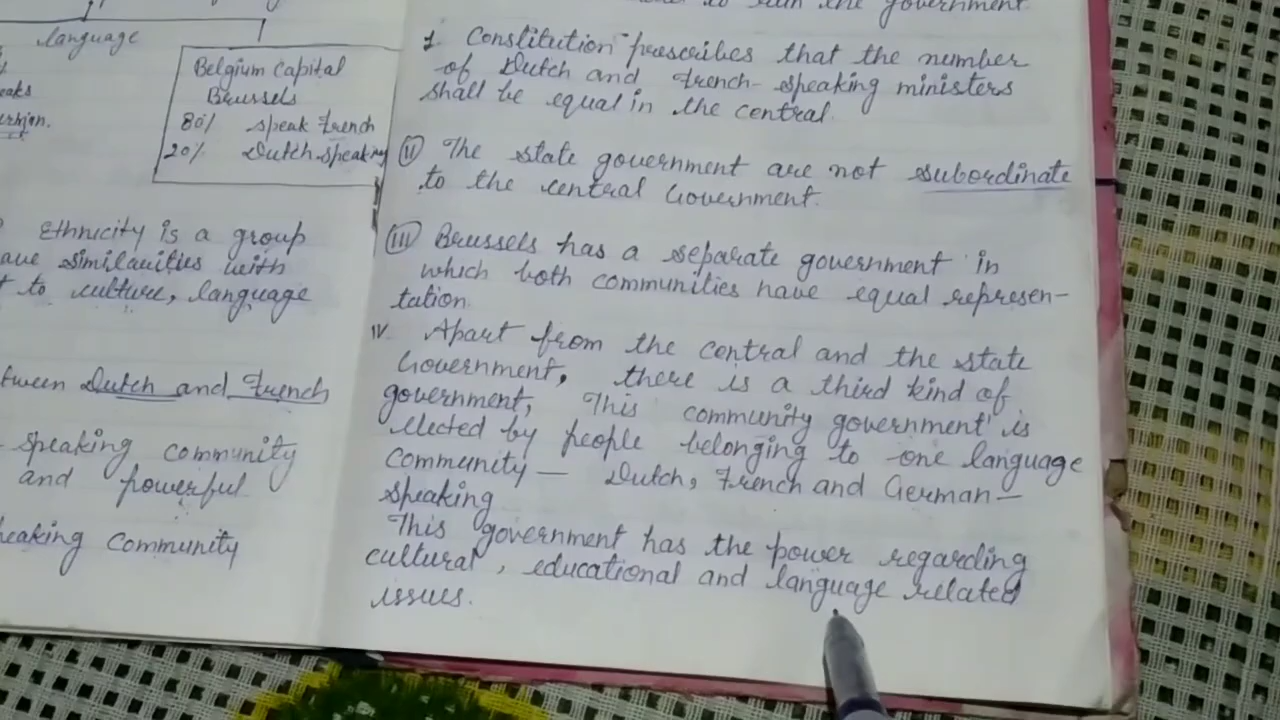 language
Belgium Capital
Brussels
80% speak French
20% Dutch-speaking
Ethnicity is a group
similarities with
to culture, language
Dutch and French
speaking community
and powerful
community
the government
1. Constitution prescribes that the number
of Dutch and French-speaking ministers
shall be equal in the central.
(II) The state government are not subordinate
to the central Government.
(III) Brussels has a separate government in
which both communities have equal represen-
tation.
IV. Apart from the central and the state
Government, there is a third kind of
government, This community government is
elected by people belonging to one language
community — Dutch, French and German—
speaking
This government has the power regarding
cultural, educational and language related
issues.